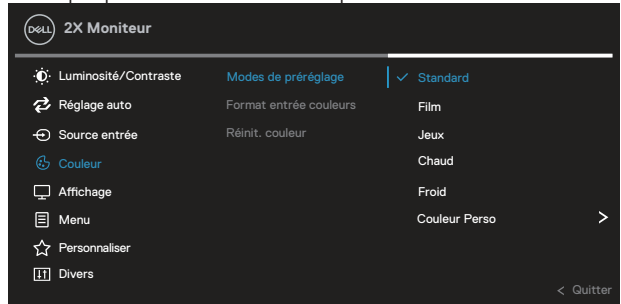 DELL 2X Moniteur
Luminosité/Contraste Modes de préréglage Standard
Réglage auto Format entrée couleurs Film
Source entrée Réinit. couleur Jeux
Couleur Chaud
Affichage Froid
Menu Couleur Perso >
Personnaliser
Divers
< Quitter